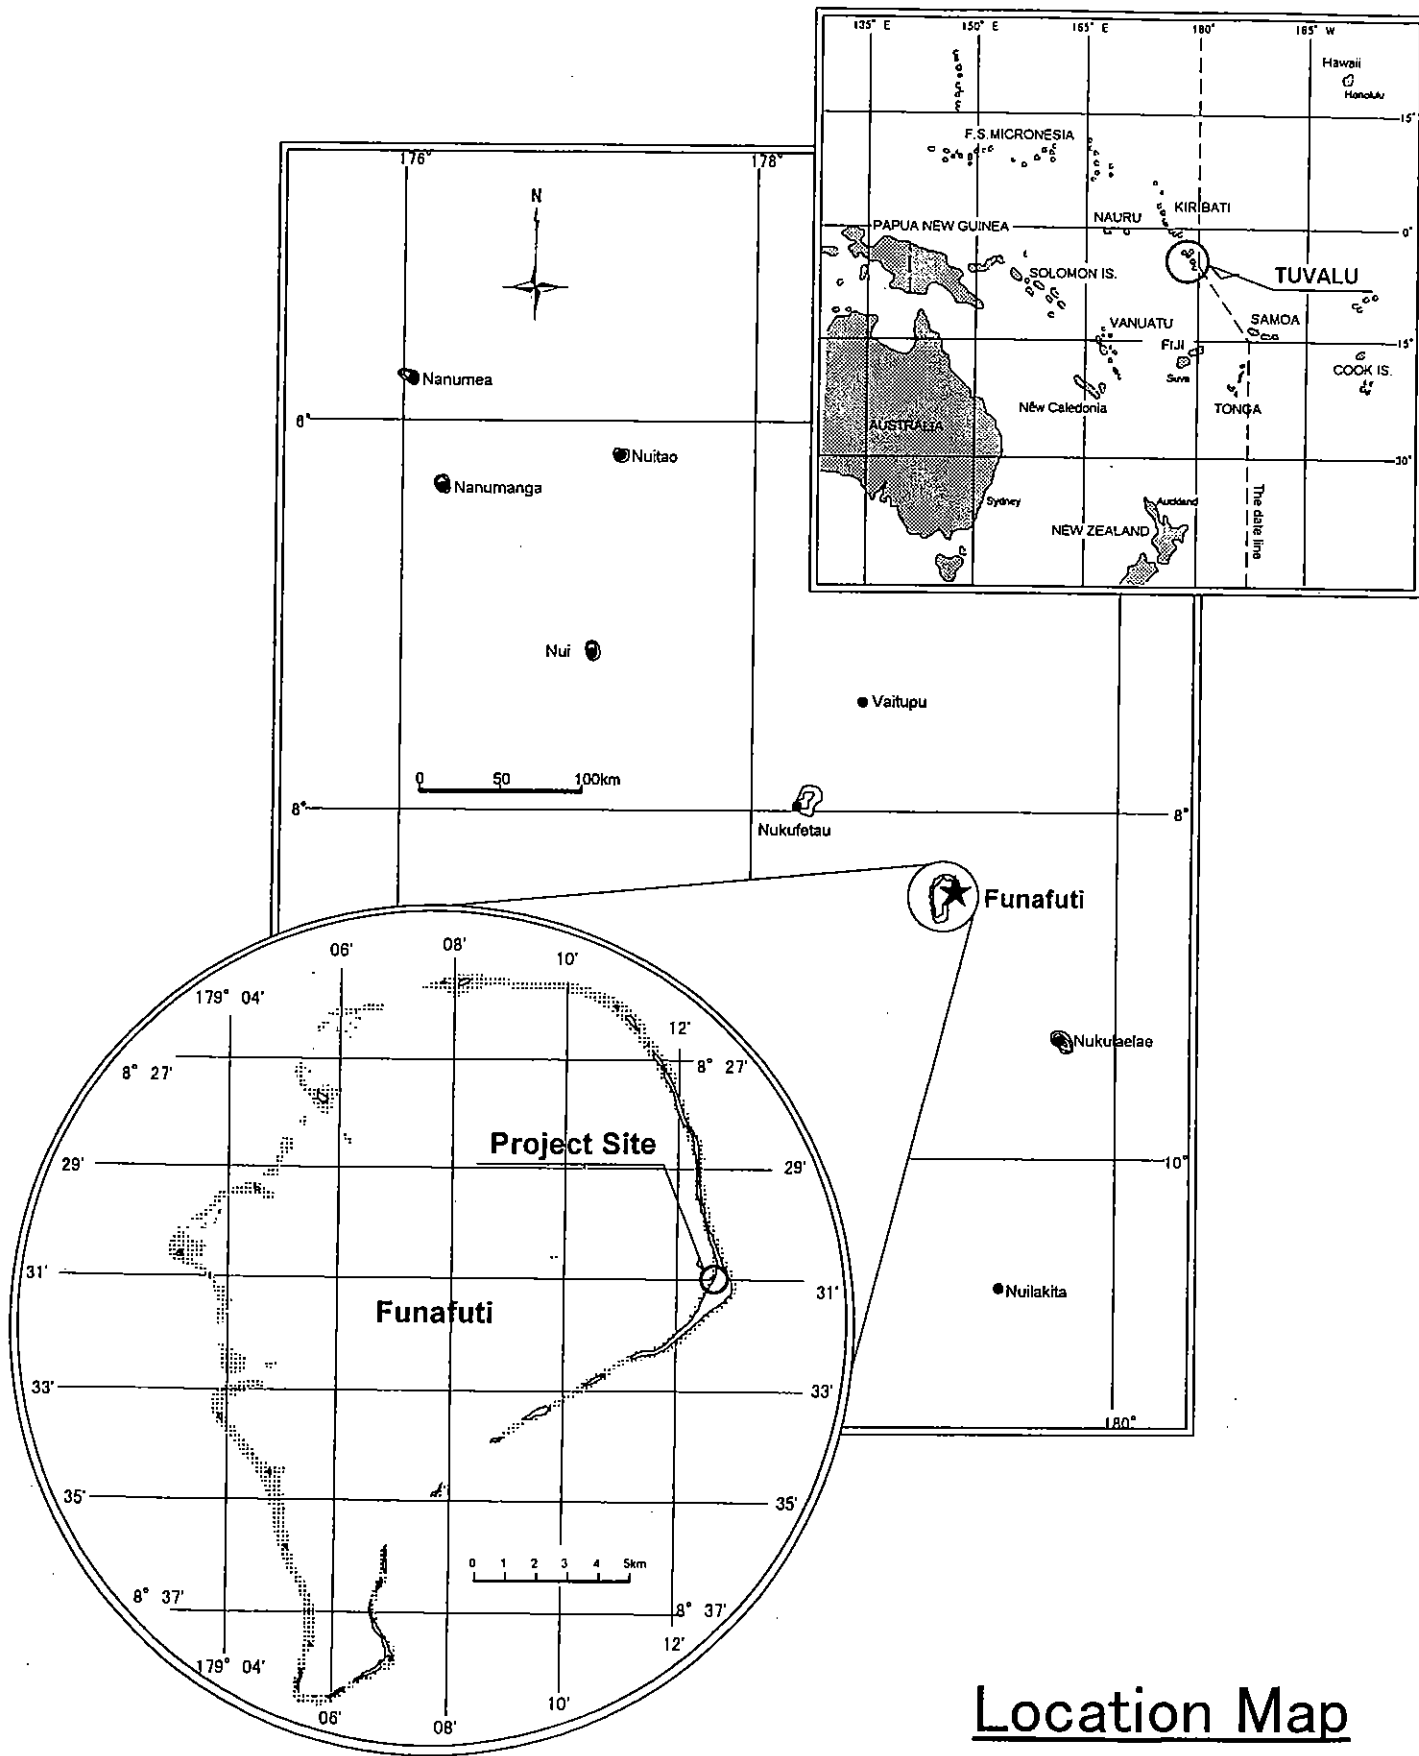 135° E 150° E 165° E 180° 165° W
Hawaii
Honolulu
15°
F.S.MICRONESIA
NAURU
KIRIBATI
PAPUA NEW GUINEA
0°
SOLOMON IS.
TUVALU
VANUATU
SAMOA
FIJI
15°
Suva
COOK IS.
New Caledonia
TONGA
AUSTRALIA
30°
The date line
Sydney
Auckland
NEW ZEALAND
176° 178°
N
Nanumea
6°
Nuitao
Nanumanga
Nui
Vaitupu
0 50 100km
8° 8°
Nukufetau
Funafuti
Nukulaelae
10°
Nuilakita
180°
06' 08' 10'
179° 04'
12'
8° 27' 8° 27'
Project Site
29' 29'
31' 31'
Funafuti
33' 33'
35' 35'
0 1 2 3 4 5km
8° 37' 8° 37'
179° 04' 12'
06' 08' 10'
Location Map